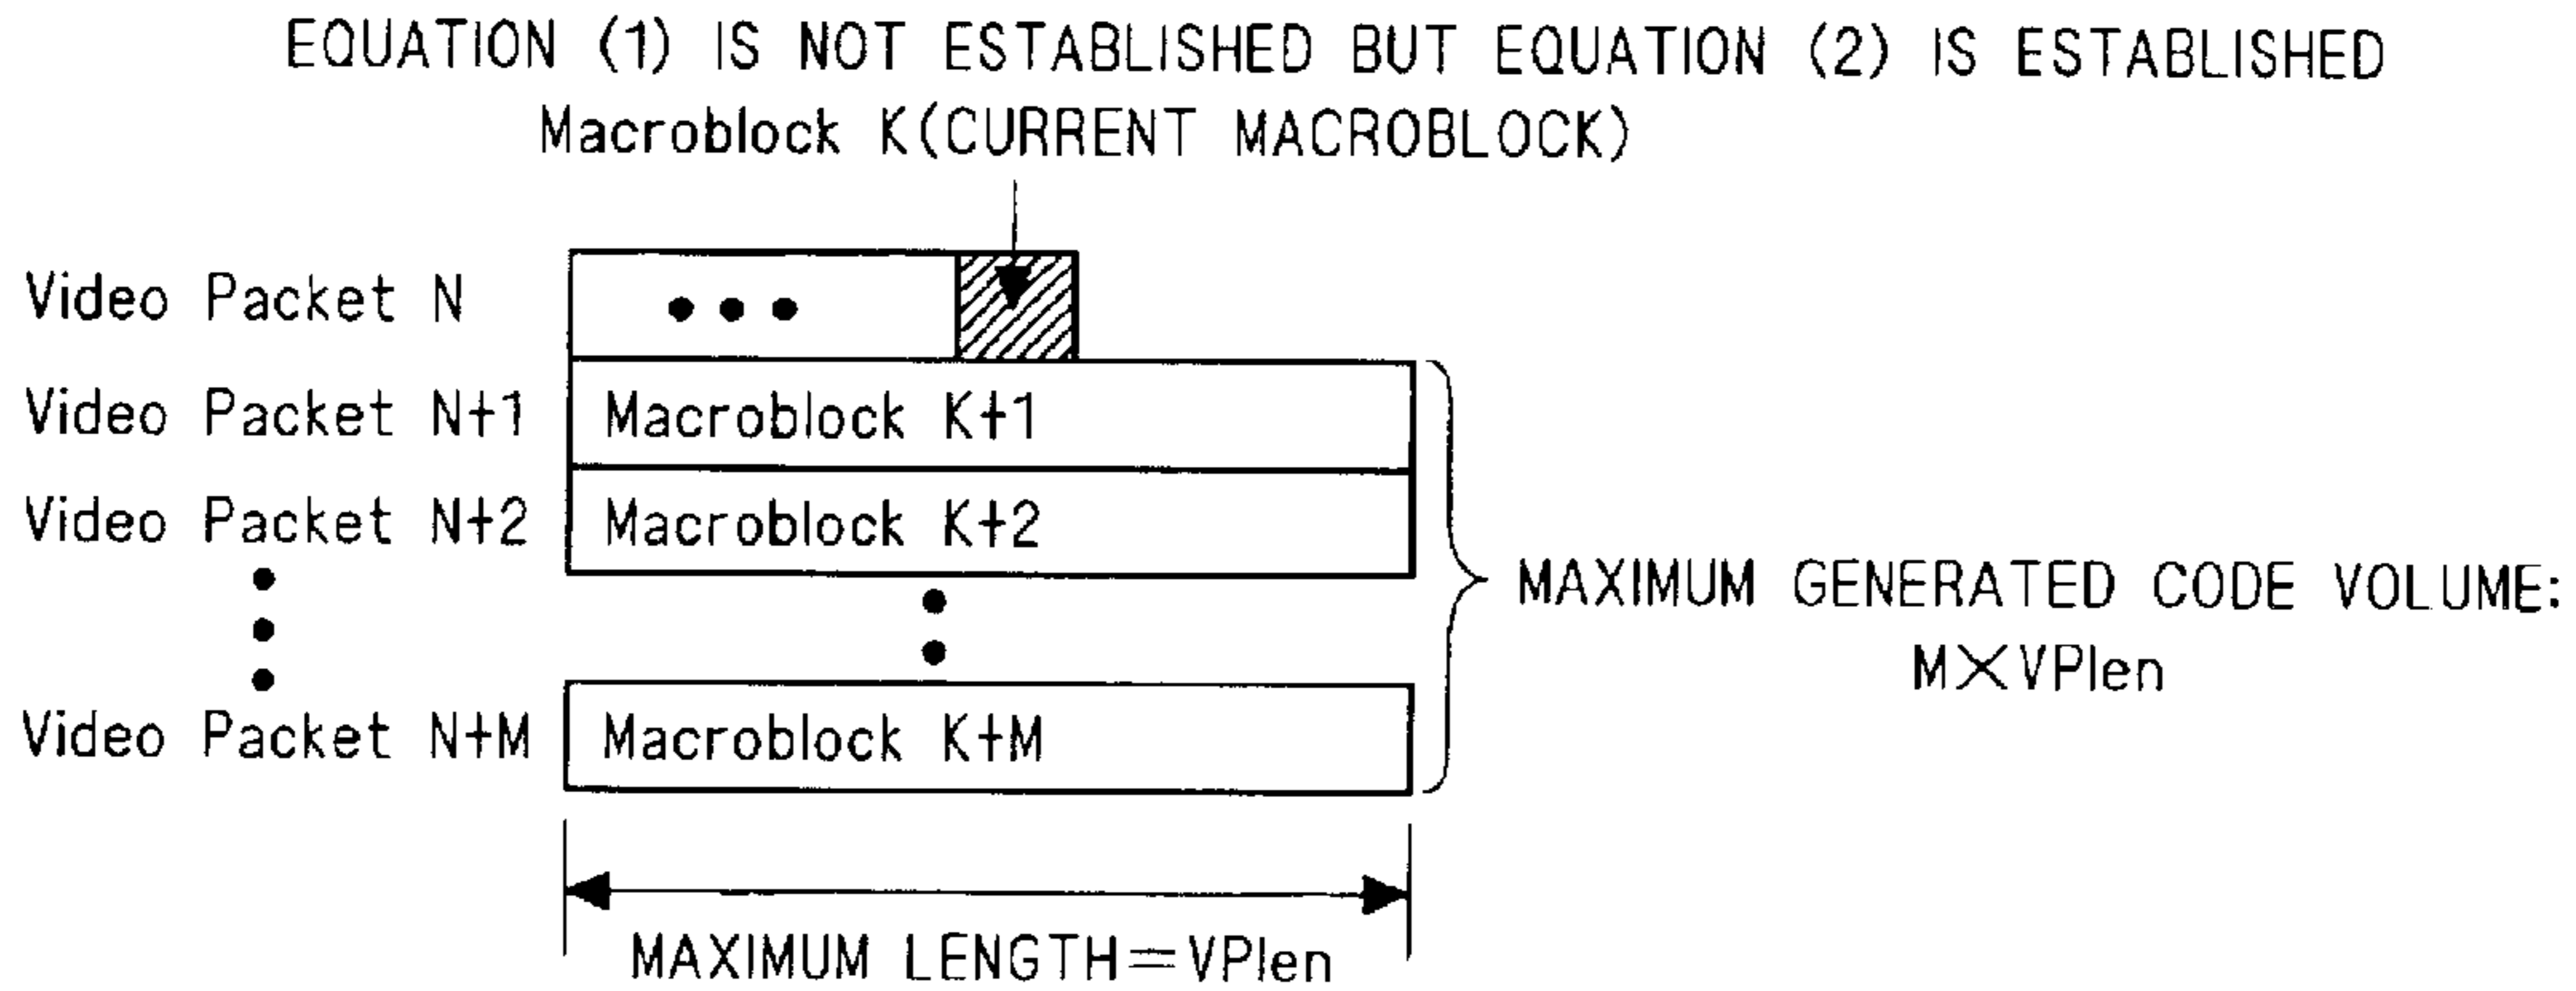 EQUATION (1) IS NOT ESTABLISHED BUT EQUATION (2) IS ESTABLISHED
Macroblock K(CURRENT MACROBLOCK)
Video Packet N
Video Packet N+1
Macroblock K+1
Video Packet N+2
Macroblock K+2
MAXIMUM GENERATED CODE VOLUME:
M×VPlen
Video Packet N+M
Macroblock K+M
MAXIMUM LENGTH=VPlen